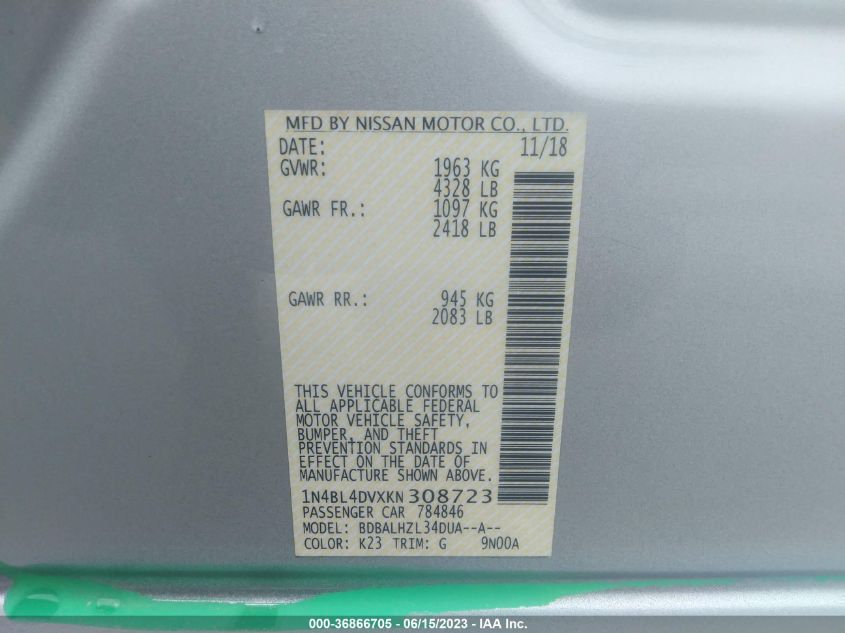 MFD BY NISSAN MOTOR CO., LTD.
DATE: 11/18
GVWR: 1963 KG
4328 LB
GAWR FR.: 1097 KG
2418 LB
GAWR RR.: 945 KG
2083 LB
THIS VEHICLE CONFORMS TO
ALL APPLICABLE FEDERAL
MOTOR VEHICLE SAFETY,
BUMPER, AND THEFT
PREVENTION STANDARDS IN
EFFECT ON THE DATE OF
MANUFACTURE SHOWN ABOVE.
1N4BL4DVXKN308723
PASSENGER CAR 784846
MODEL: BDBALHZL34DUA--A--
COLOR: K23 TRIM: G 9N00A
000-36866705 - 06/15/2023 - IAA Inc.